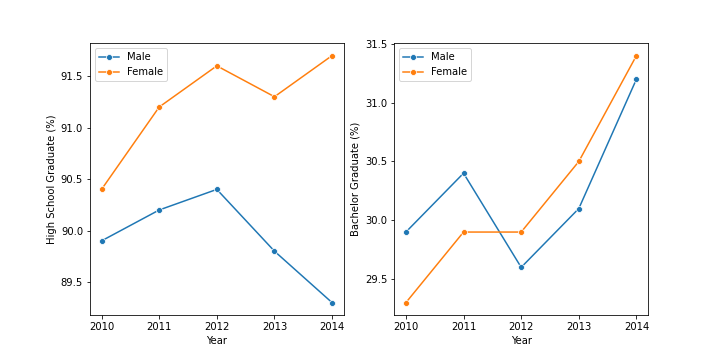 Male
Female
High School Graduate (%)
91.5
91.0
90.5
90.0
89.5
2010 2011 2012 2013 2014
Year
Male
Female
Bachelor Graduate (%)
31.5
31.0
30.5
30.0
29.5
2010 2011 2012 2013 2014
Year